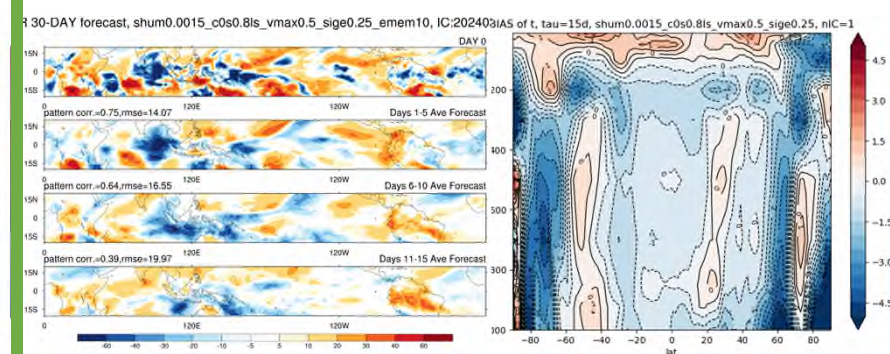 R 30-DAY forecast, shum0.0015_c0s0.8ls_vmax0.5_sige0.25_emem10, IC:20240
DAY 0
15N
0
15S
120E
120W
pattern corr.=0.75,rmse=14.07
Days 1-5 Ave Forecast
15N
0
15S
120E
120W
pattern corr.=0.64,rmse=16.55
Days 6-10 Ave Forecast
15N
0
15S
120E
120W
pattern corr.=0.39,rmse=19.97
Days 11-15 Ave Forecast
15N
0
15S
120E
120W
-60 -40 -20 -10 -5 5 10 20 40 60
BIAS of t, tau=15d, shum0.0015_c0s0.8ls_vmax0.5_sige0.25, nIC=1
200
400
500
300
000
−80 −60 −40 −20 0 20 40 60 80
lat
4.5
3.0
1.5
0.0
−1.5
−3.0
−4.5